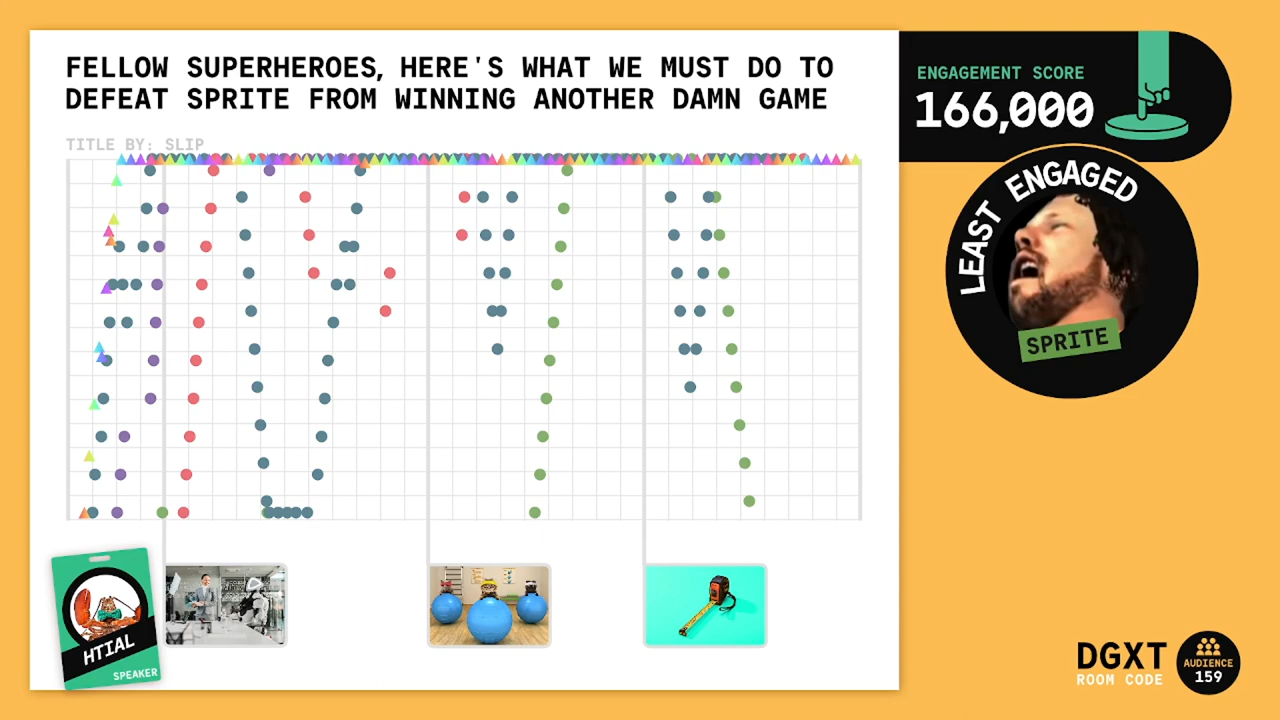 FELLOW SUPERHEROES, HERE'S WHAT WE MUST DO TO
DEFEAT SPRITE FROM WINNING ANOTHER DAMN GAME
TITLE BY: SLIP
ENGAGEMENT SCORE
166,000
LEAST ENGAGED
SPRITE
HTIAL
SPEAKER
DGXT
ROOM CODE
AUDIENCE
159